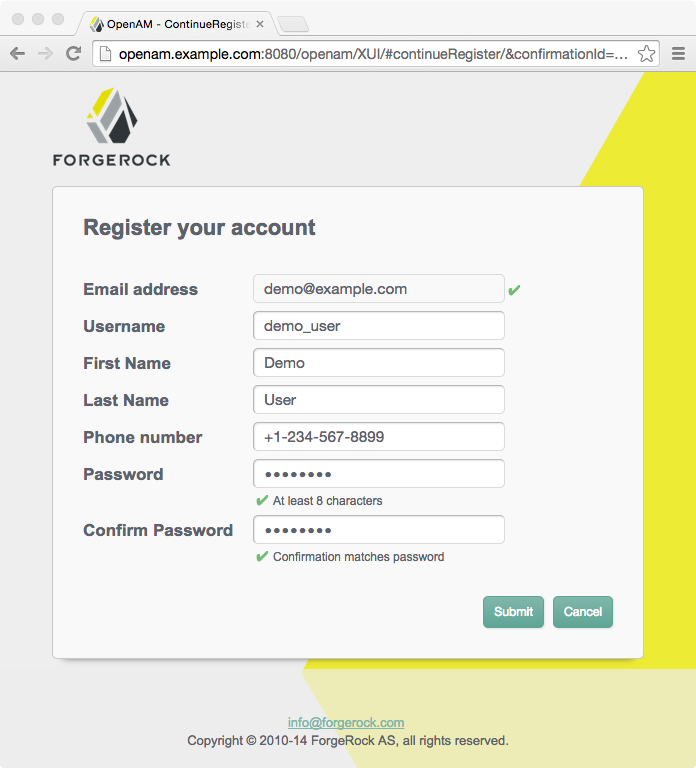 OpenAM - ContinueRegiste
openam.example.com:8080/openam/XUI/#continueRegister/&confirmationId=...
FORGEROCK
Register your account
Email address demo@example.com
Username demo_user
First Name Demo
Last Name User
Phone number +1-234-567-8899
Password ••••••••
✔ At least 8 characters
Confirm Password ••••••••
✔ Confirmation matches password
Submit Cancel
info@forgerock.com
Copyright © 2010-14 ForgeRock AS, all rights reserved.